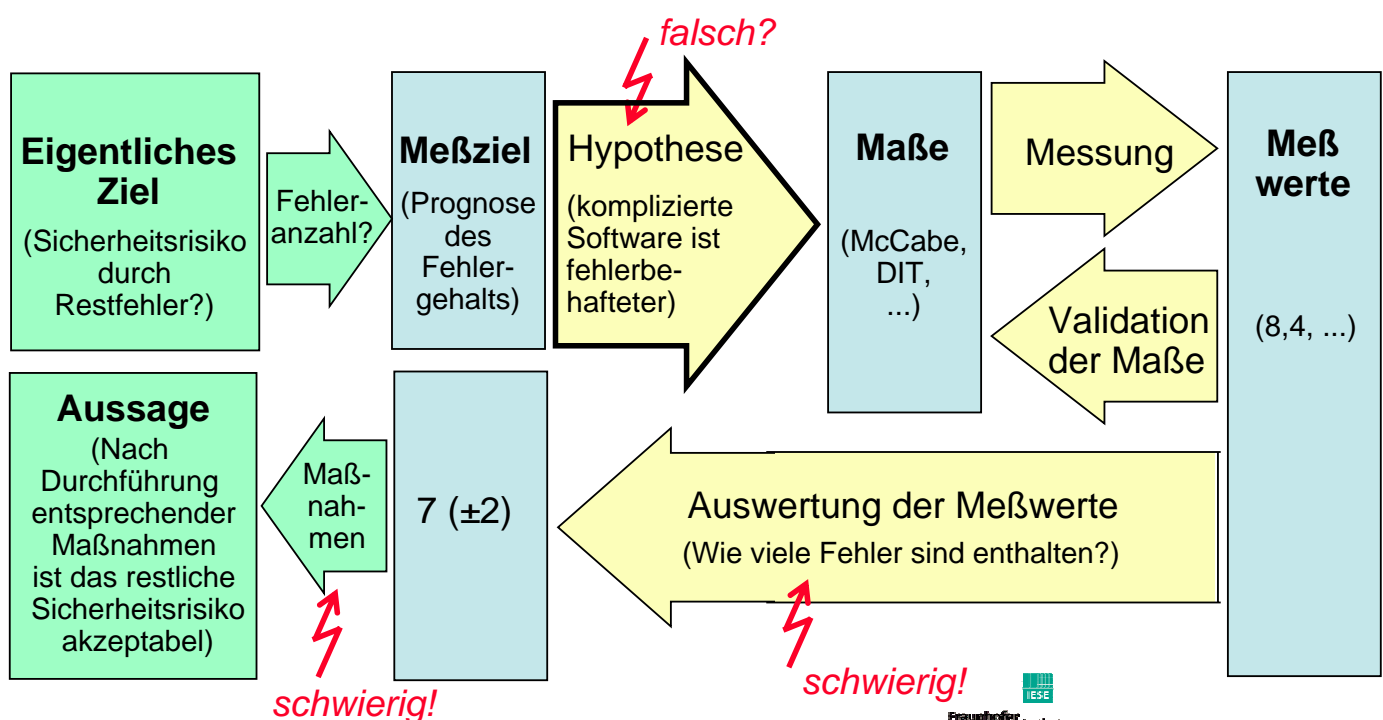 falsch?
Eigentliches
Ziel
(Sicherheitsrisiko
durch
Restfehler?)
Fehler-
anzahl?
Meßziel
(Prognose
des
Fehler-
gehalts)
Hypothese
(komplizierte
Software ist
fehlerbe-
hafteter)
Maße
(McCabe,
DIT,
...)
Messung
Validation
der Maße
Meß
werte
(8,4, ...)
Aussage
(Nach
Durchführung
entsprechender
Maßnahmen
ist das restliche
Sicherheitsrisiko
akzeptabel)
Maß-
nah-
men
7 (±2)
Auswertung der Meßwerte
(Wie viele Fehler sind enthalten?)
schwierig!
schwierig!
IESE
Fraunhofer